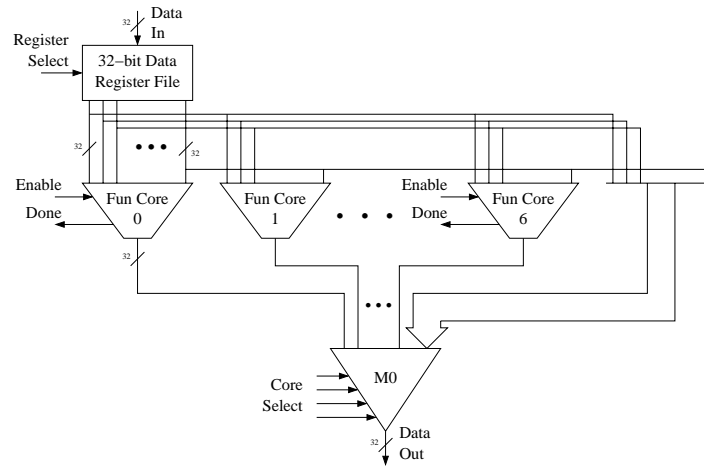 32
Data
In
Register
Select
32-bit Data
Register File
32
32
Enable
Done
Fun Core
0
Fun Core
1
Enable
Done
Fun Core
6
32
Core
Select
M0
32
Data
Out